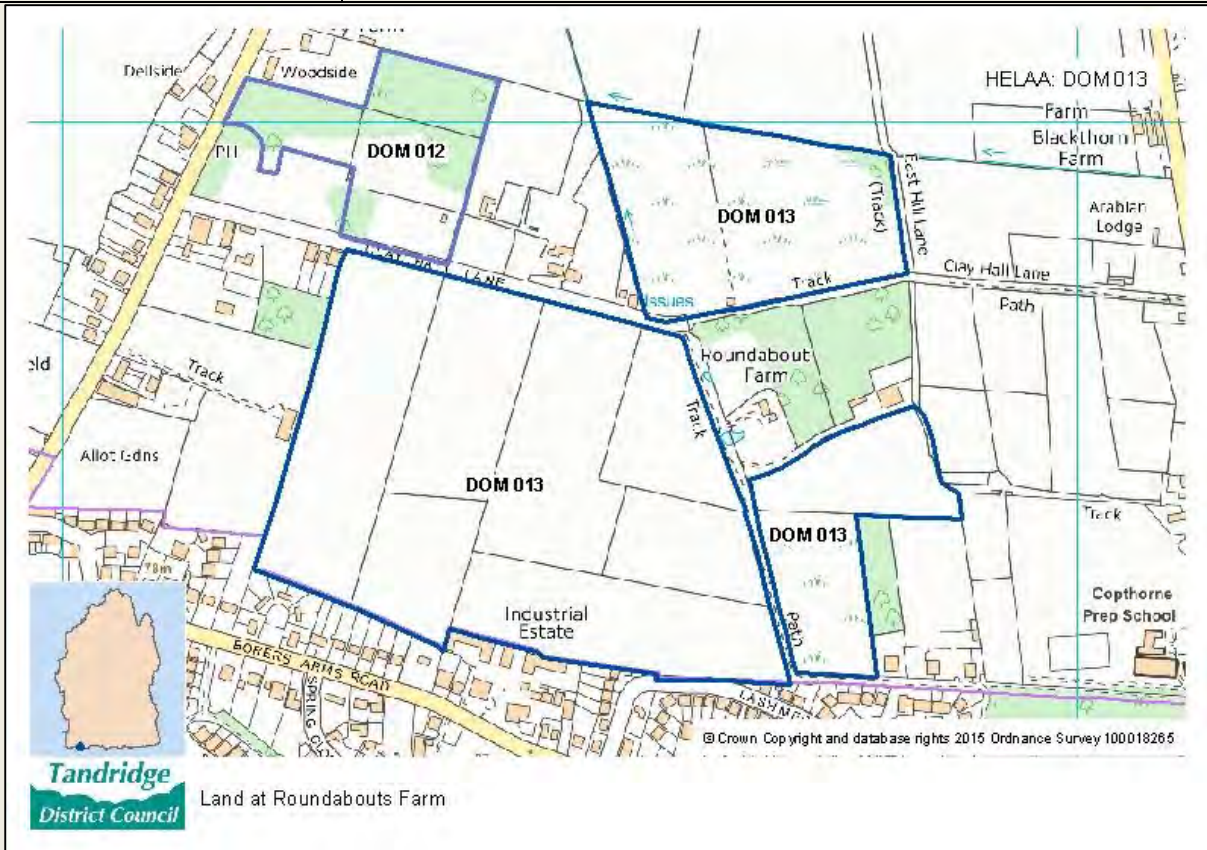 HELAA: DOM013
Dellside
Woodside
Farm
Blackthorn
Farm
PH
DOM 012
DOM 013
East Hill Lane
(Track)
Arabian
Lodge
LANE
Issues
Track
Clay Hall Lane
Path
Roundabout
Farm
Track
Track
Allot Gdns
DOM 013
DOM 013
Track
Path
78m
Industrial
Estate
Copthorne
Prep School
BORERS ARMS ROAD
SPRING
© Crown Copyright and database rights 2015 Ordnance Survey 100018265
Tandridge
District Council
Land at Roundabouts Farm